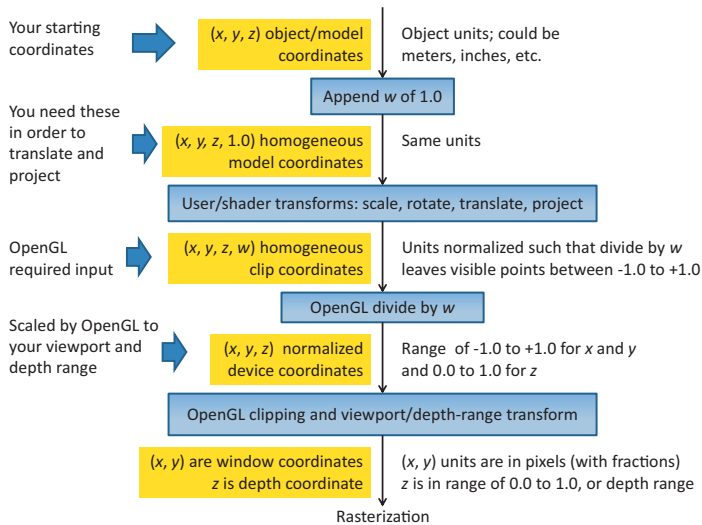 Your starting
coordinates
(x, y, z) object/model
coordinates
Object units; could be
meters, inches, etc.
Append w of 1.0
You need these
in order to
translate and
project
(x, y, z, 1.0) homogeneous
model coordinates
Same units
User/shader transforms: scale, rotate, translate, project
OpenGL
required input
(x, y, z, w) homogeneous
clip coordinates
Units normalized such that divide by w
leaves visible points between -1.0 to +1.0
OpenGL divide by w
Scaled by OpenGL to
your viewport and
depth range
(x, y, z) normalized
device coordinates
Range of -1.0 to +1.0 for x and y
and 0.0 to 1.0 for z
OpenGL clipping and viewport/depth-range transform
(x, y) are window coordinates
z is depth coordinate
(x, y) units are in pixels (with fractions)
z is in range of 0.0 to 1.0, or depth range
Rasterization